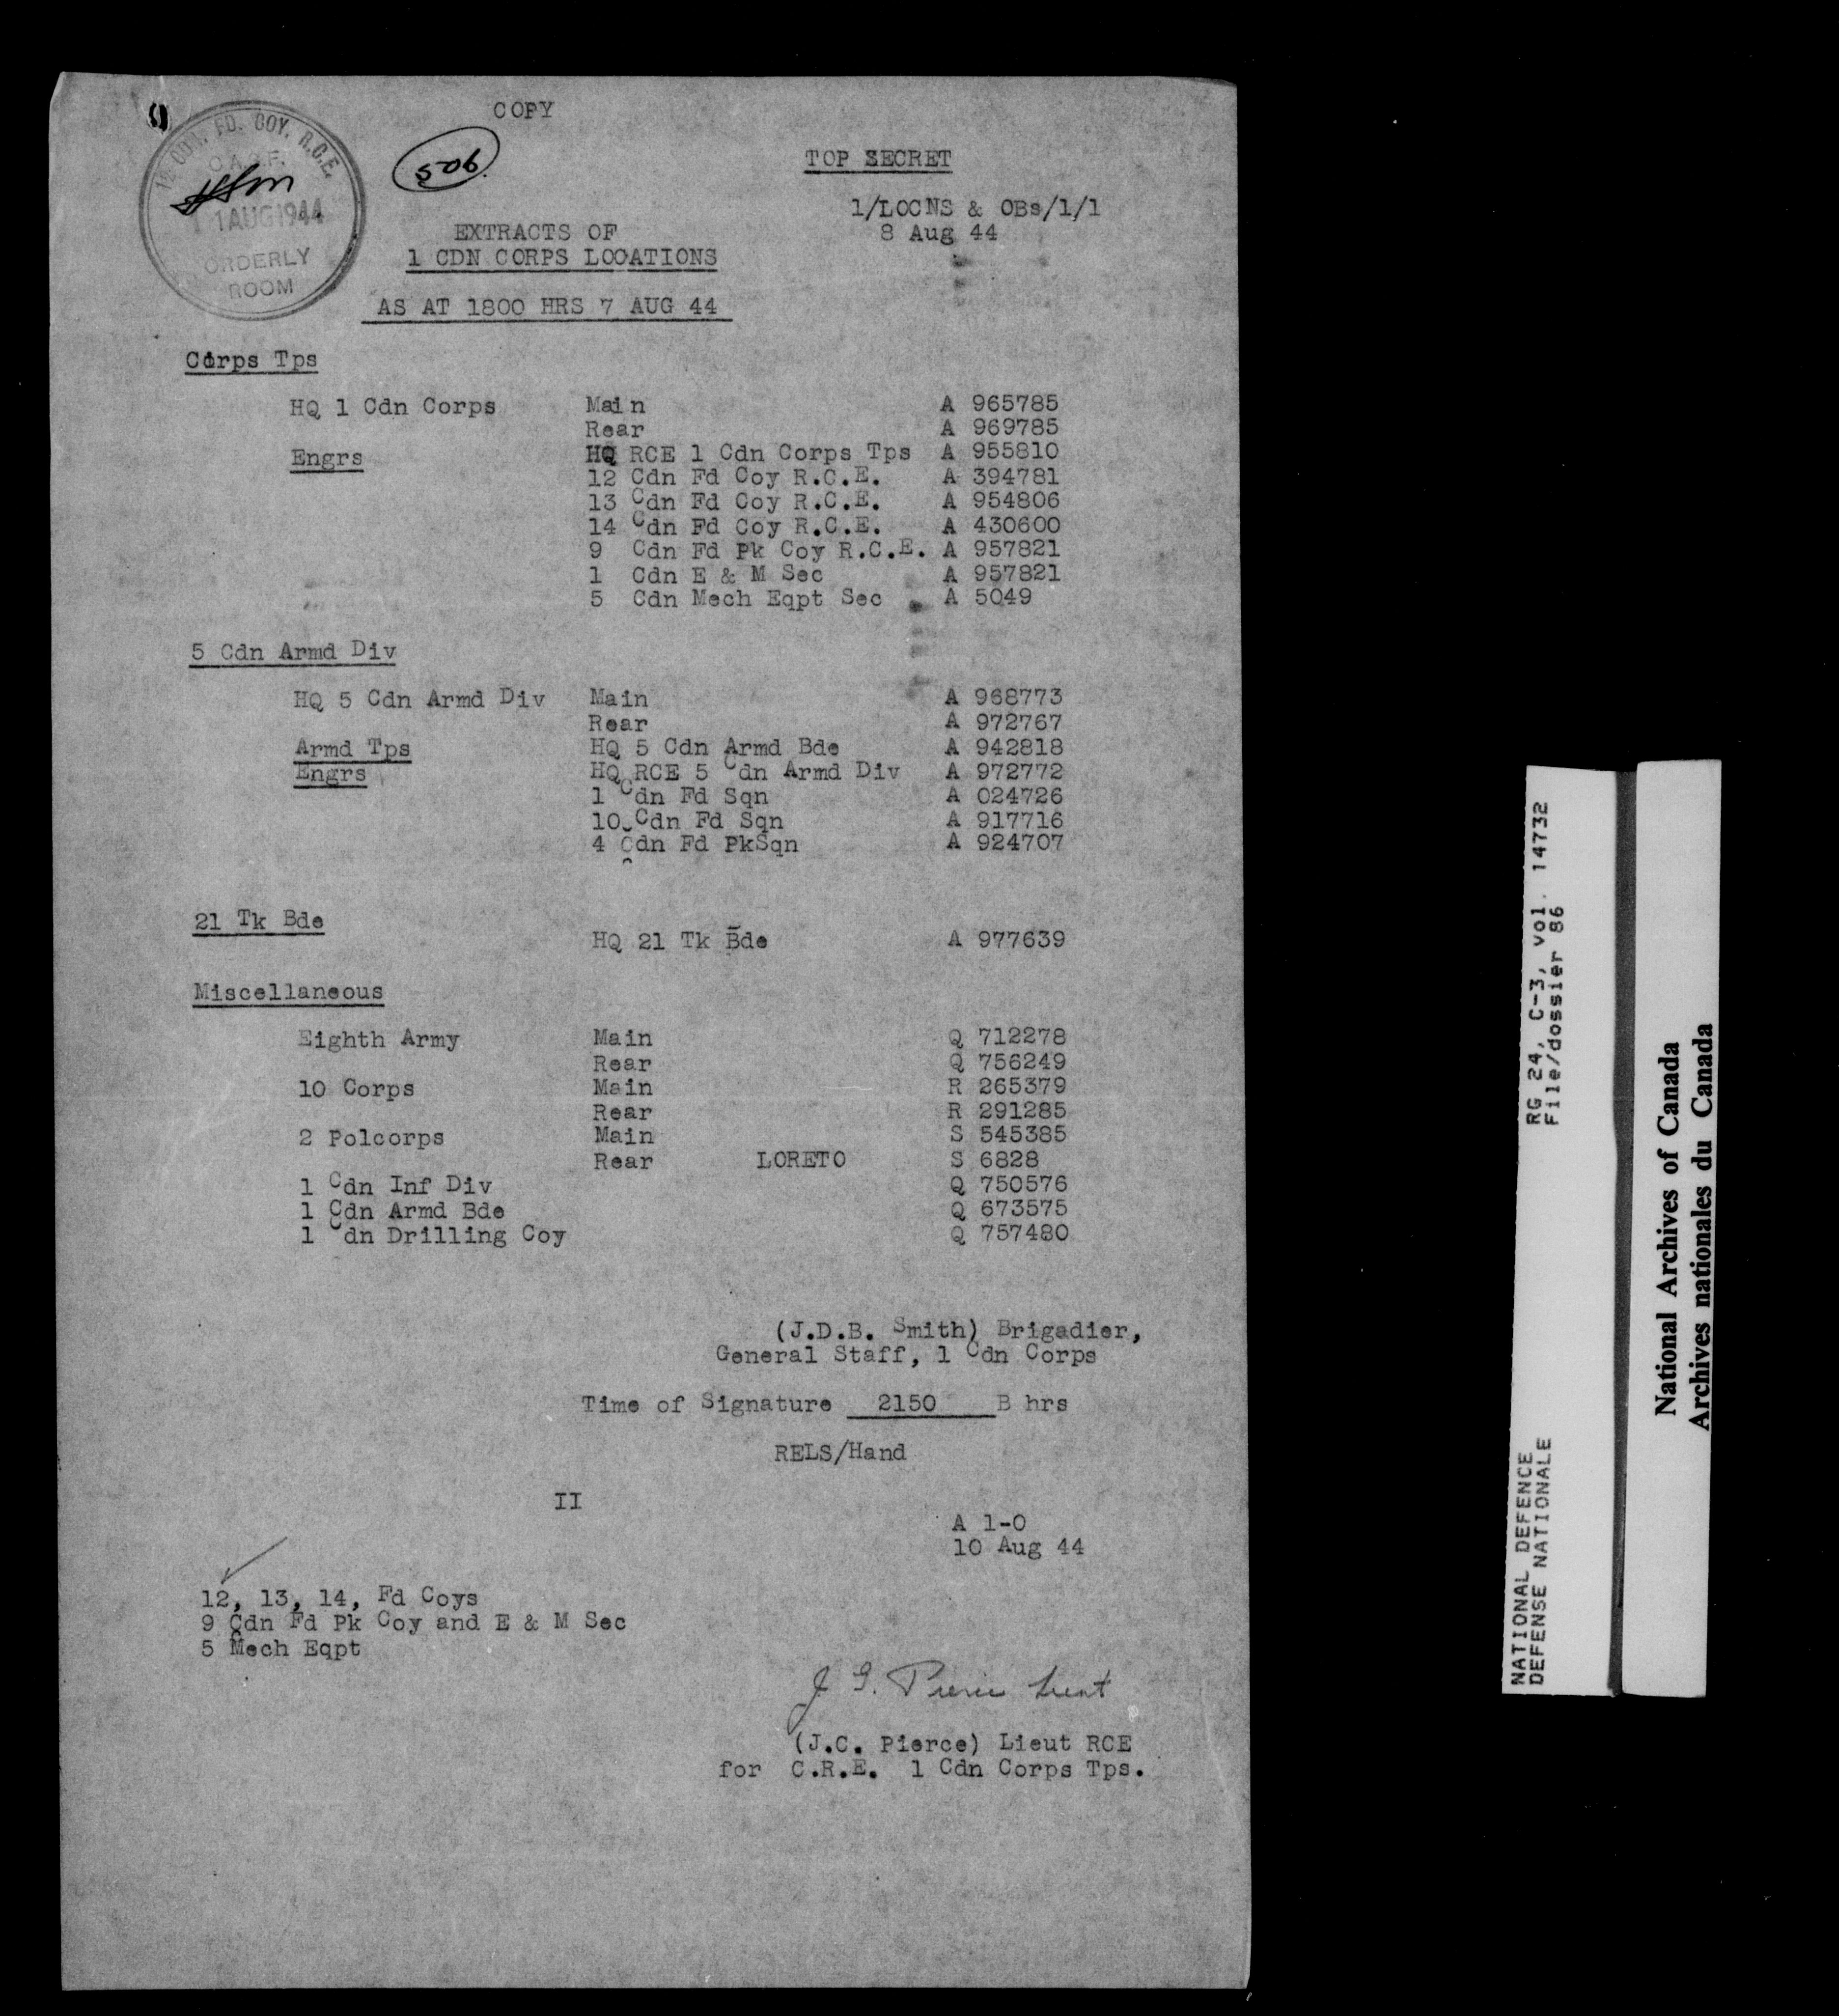 COPY
12 CDN. FD. COY. R.C.E.
C.A.S.F.
11 AUG 1944
ORDERLY
ROOM
905
TOP SECRET
1/LOCNS & OBs/1/1
8 Aug 44
EXTRACTS OF
1 CDN CORPS LOCATIONS
AS AT 1800 HRS 7 AUG 44
Corps Tps
HQ 1 Cdn Corps Main A 965785
Rear A 969785
Engrs HQ RCE 1 Cdn Corps Tps A 955810
12 Cdn Fd Coy R.C.E. A 394781
13 Cdn Fd Coy R.C.E. A 954806
14 Cdn Fd Coy R.C.E. A 430600
9 Cdn Fd Pk Coy R.C.E. A 957821
1 Cdn E & M Sec A 957821
5 Cdn Mech Eqpt Sec A 5049
5 Cdn Armd Div
HQ 5 Cdn Armd Div Main A 968773
Rear A 972767
Armd Tps HQ 5 Cdn Armd Bde A 942818
Engrs HQ RCE 5 Cdn Armd Div A 972772
1 Cdn Fd Sqn A 024726
10 Cdn Fd Sqn A 917716
4 Cdn Fd PkSqn A 924707
21 Tk Bde
HQ 21 Tk Bde A 977639
Miscellaneous
Eighth Army Main Q 712278
Rear Q 756249
10 Corps Main R 265379
Rear R 291285
2 Polcorps Main S 545385
Rear LORETO S 6828
1 Cdn Inf Div Q 750576
1 Cdn Armd Bde Q 673575
1 Cdn Drilling Coy Q 757480
(J.D.B. Smith) Brigadier,
General Staff, 1 Cdn Corps
Time of Signature 2150 B hrs
RELS/Hand
II
A 1-0
10 Aug 44
12, 13, 14, Fd Coys
9 Cdn Fd Pk Coy and E & M Sec
5 Mech Eqpt
J G. Pierce Lieut
(J.C. Pierce) Lieut RCE
for C.R.E. 1 Cdn Corps Tps.
NATIONAL DEFENCE RG 24, C-3, vol. 14732
DEFENSE NATIONALE File/dossier 86
National Archives of Canada
Archives nationales du Canada